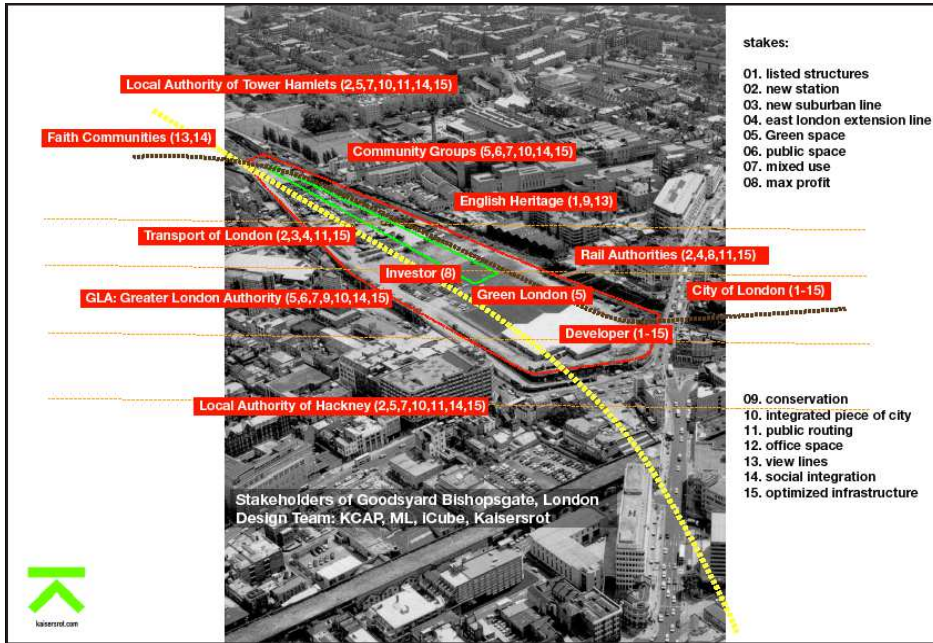 stakes:
01. listed structures
02. new station
03. new suburban line
04. east london extension line
05. Green space
06. public space
07. mixed use
08. max profit
Local Authority of Tower Hamlets (2,5,7,10,11,14,15)
Faith Communities (13,14)
Community Groups (5,6,7,10,14,15)
English Heritage (1,9,13)
Transport of London (2,3,4,11,15)
Rail Authorities (2,4,8,11,15)
Investor (8)
City of London (1-15)
GLA: Greater London Authority (5,6,7,9,10,14,15)
Green London (5)
Developer (1-15)
Local Authority of Hackney (2,5,7,10,11,14,15)
09. conservation
10. integrated piece of city
11. public routing
12. office space
13. view lines
14. social integration
15. optimized infrastructure
Stakeholders of Goodsyard Bishopsgate, London
Design Team: KCAP, ML, iCube, Kaisersrot
kaisersrot.com